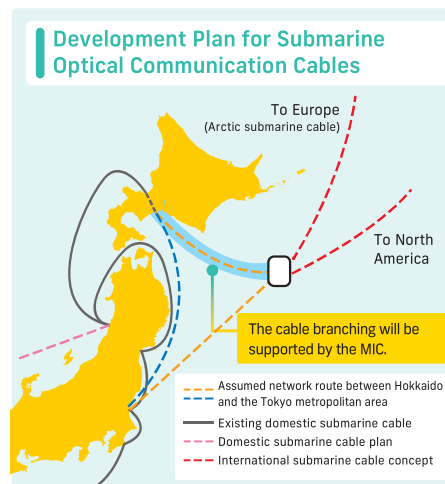 Development Plan for Submarine
Optical Communication Cables
To Europe
(Arctic submarine cable)
To North
America
The cable branching will be
supported by the MIC.
Assumed network route between Hokkaido
and the Tokyo metropolitan area
Existing domestic submarine cable
Domestic submarine cable plan
International submarine cable concept